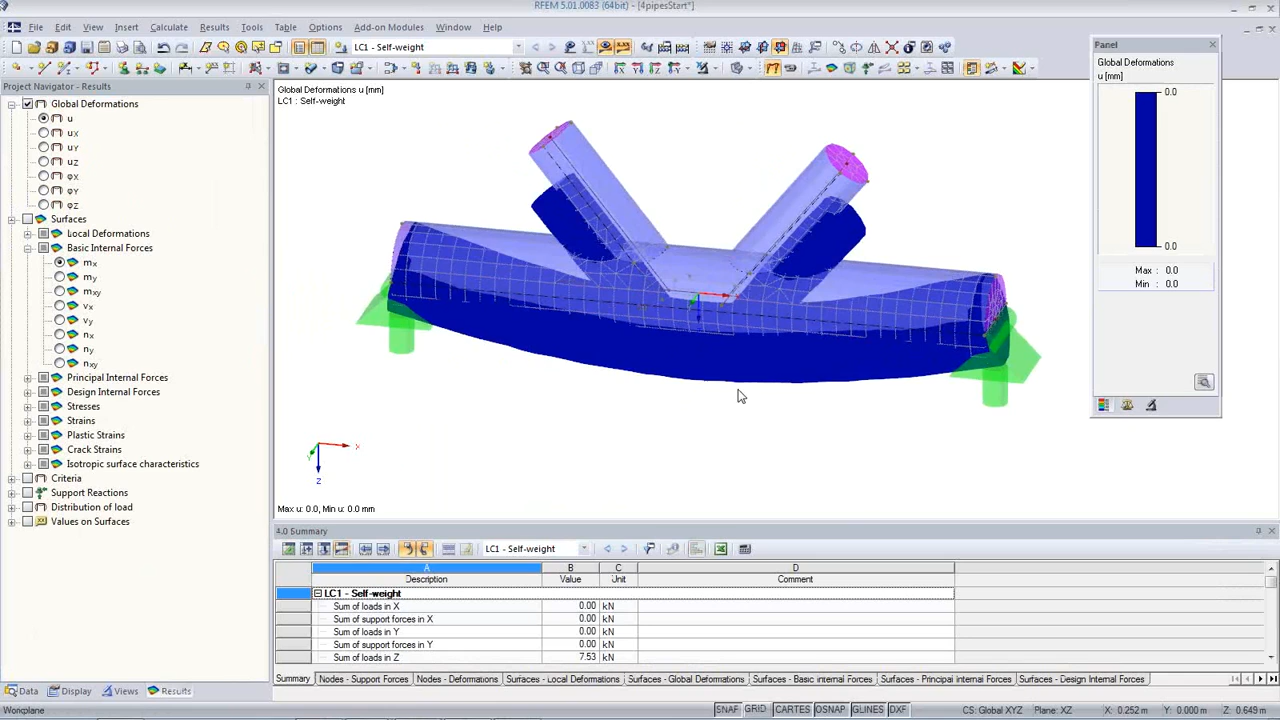 RFEM 5.01.0083 (64bit) - [4pipesStart*]
File Edit View Insert Calculate Results Tools Table Options Add-on Modules Window Help
LC1 - Self-weight
Project Navigator - Results
Global Deformations
u
uX
uY
uZ
φX
φY
φZ
Surfaces
Local Deformations
Basic Internal Forces
mx
my
mxy
vx
vy
nx
ny
nxy
Principal Internal Forces
Design Internal Forces
Stresses
Strains
Plastic Strains
Crack Strains
Isotropic surface characteristics
Criteria
Support Reactions
Distribution of load
Values on Surfaces
Data Display Views Results
Global Deformations u [mm]
LC1 : Self-weight
X
Y
Z
Max u: 0.0, Min u: 0.0 mm
Panel
Global Deformations
u [mm]
0.0
0.0
Max : 0.0
Min : 0.0
4.0 Summary
LC1 - Self-weight
A B C D
Description Value Unit Comment
LC1 - Self-weight
Sum of loads in X 0.00 kN
Sum of support forces in X 0.00 kN
Sum of loads in Y 0.00 kN
Sum of support forces in Y 0.00 kN
Sum of loads in Z 7.53 kN
Summary Nodes - Support Forces Nodes - Deformations Surfaces - Local Deformations Surfaces - Global Deformations Surfaces - Basic internal Forces Surfaces - Principal Internal Forces Surfaces - Design Internal Forces
Workplane SNAF GRID CARTES OSNAP GLINES DXF CS: Global XYZ Plane: XZ X: 0.252 m Y: 0.000 m Z: 0.649 m